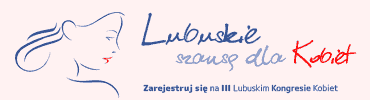 Lubuskie
szansą dla Kobiet
Zarejestruj się na III Lubuskim Kongresie Kobiet